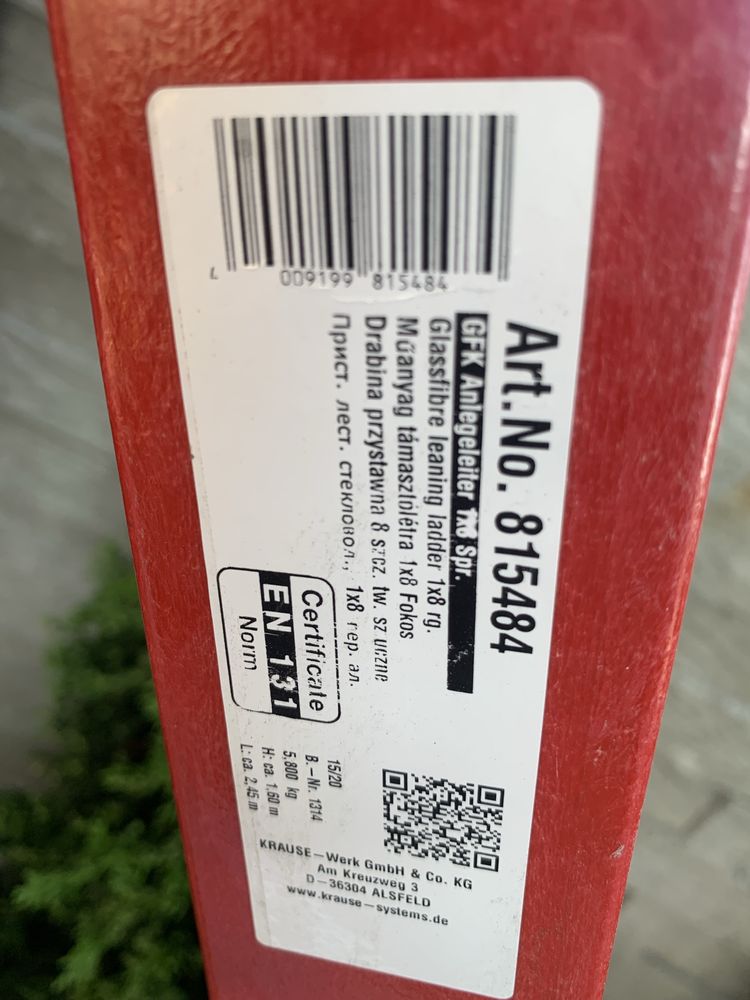 Art.No. 815484
GFK Anlegeleiter 1x8 Spr.
Glassfibre leaning ladder 1x8 rg.
Műanyag támasztólétra 1x8 Fokos
Drabina przystawna 8 szcz. tw. sztuczne
Прист. лест. стекловол., 1x8 пер. ал.
009199 815484
Certificate
EN 131
Norm
15/20
B.-Nr. 1314
5,800 kg
H: ca. 1,60 m
L: ca. 2,45 m
KRAUSE-Werk GmbH & Co. KG
Am Kreuzweg 3
D-36304 ALSFELD
www.krause-systems.de